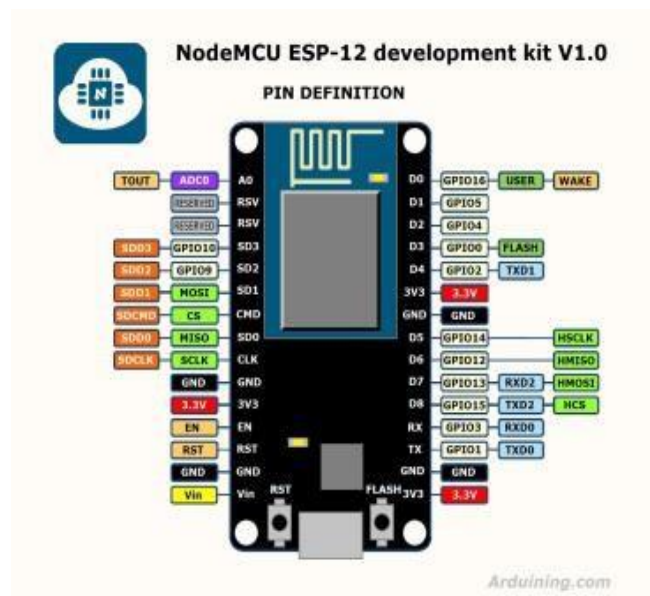 NodeMCU ESP-12 development kit V1.0
PIN DEFINITION
TOUT ADC0 A0 D0 GPIO16 USER WAKE
RESERVED RSV D1 GPIO5
RESERVED RSV D2 GPIO4
SDD3 GPIO10 SD3 D3 GPIO0 FLASH
SDD2 GPIO9 SD2 D4 GPIO2 TXD1
SDD1 MOSI SD1 3V3 3.3V
SDCMD CS CMD GND GND
SDD0 MISO SD0 D5 GPIO14 HSCLK
SDCLK SCLK CLK D6 GPIO12 HMISO
GND GND D7 GPIO13 RXD2 HMOSI
3.3V 3V3 D8 GPIO15 TXD2 HCS
EN EN RX GPIO3 RXD0
RST RST TX GPIO1 TXD0
GND GND GND GND
Vin Vin RST FLASH 3V3 3.3V
Arduining.com